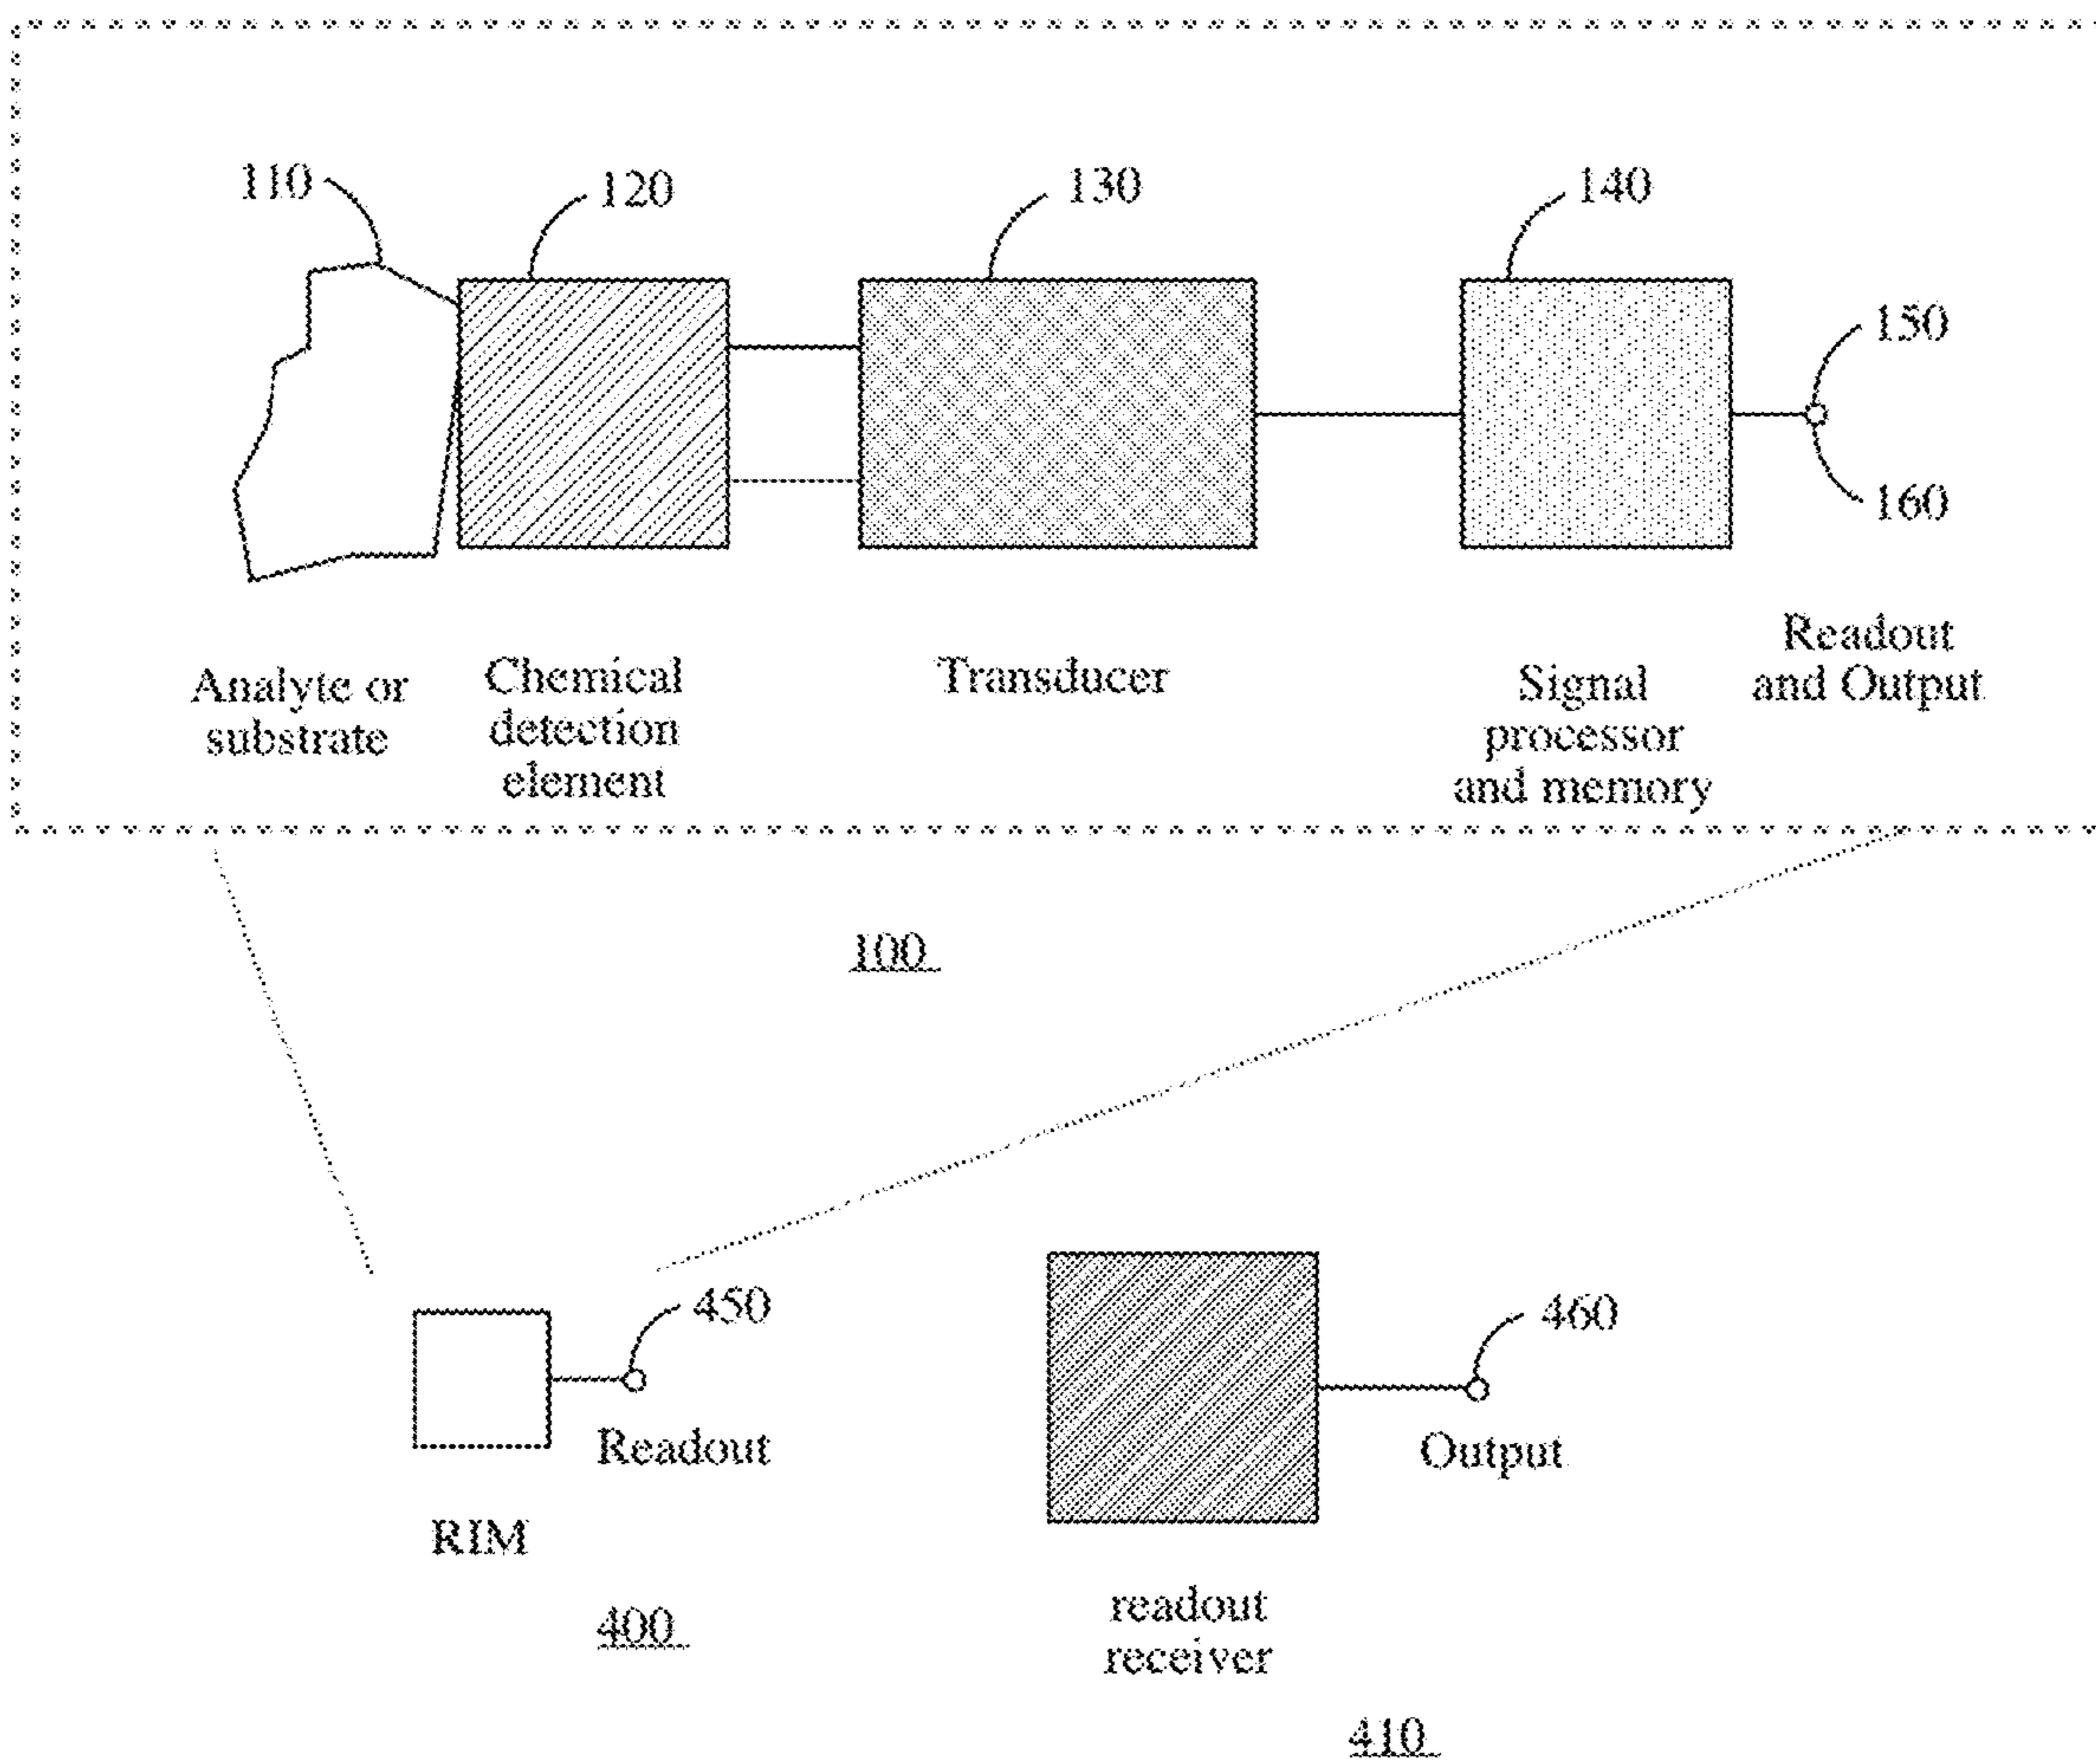 110
120
130
140
150
160
Analyte or
substrate
Chemical
detection
element
Transducer
Signal
processor
and memory
Readout
and Output
100
450
Readout
RIM
400
460
Output
readout
receiver
410